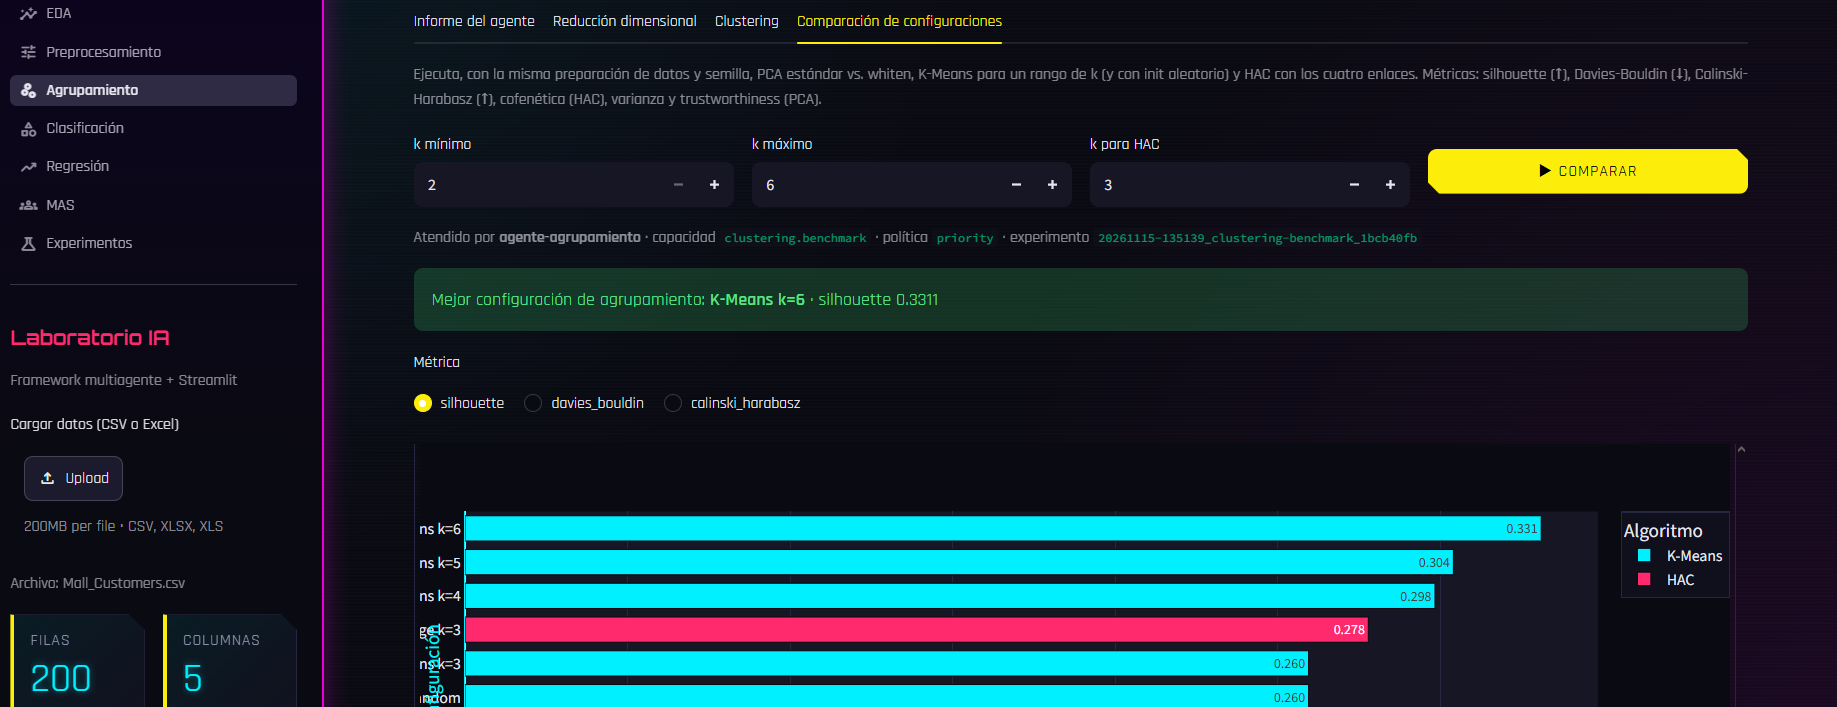 EDA
Preprocesamiento
Agrupamiento
Clasificación
Regresión
MAS
Experimentos
Laboratorio IA
Framework multiagente + Streamlit
Cargar datos (CSV o Excel)
Upload
200MB per file • CSV, XLSX, XLS
Archivo: Mall_Customers.csv
FILAS
200
COLUMNAS
5
Informe del agente Reducción dimensional Clustering Comparación de configuraciones
Ejecuta, con la misma preparación de datos y semilla, PCA estándar vs. whiten, K-Means para un rango de k (y con init aleatorio) y HAC con los cuatro enlaces. Métricas: silhouette (↑), Davies-Bouldin (↓), Calinski-
Harabasz (↑), cofenética (HAC), varianza y trustworthiness (PCA).
k mínimo
2
k máximo
6
k para HAC
3
▶ COMPARAR
Atendido por agente-agrupamiento · capacidad clustering.benchmark · política priority · experimento 20261115-135139_clustering-benchmark_1bcb40fb
Mejor configuración de agrupamiento: K-Means k=6 · silhouette 0.3311
Métrica
silhouette davies_bouldin calinski_harabasz
ns k=6 0.331
ns k=5 0.304
ns k=4 0.298
k=3 0.278
ns k=3 0.260
0.260
Algoritmo
K-Means
HAC